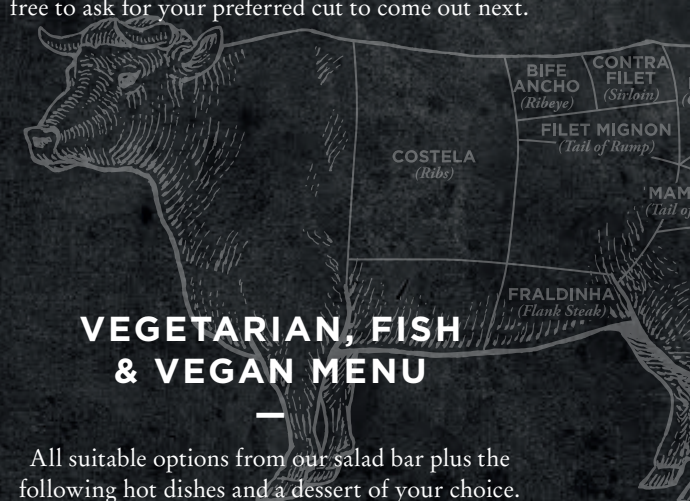 free to ask for your preferred cut to come out next.
BIFE
ANCHO
(Ribeye)
CONTRA
FILET
(Sirloin)
FILET MIGNON
(Tail of Rump)
COSTELA
(Ribs)
FRALDINHA
(Flank Steak)
VEGETARIAN, FISH
& VEGAN MENU
—
All suitable options from our salad bar plus the
following hot dishes and a dessert of your choice.